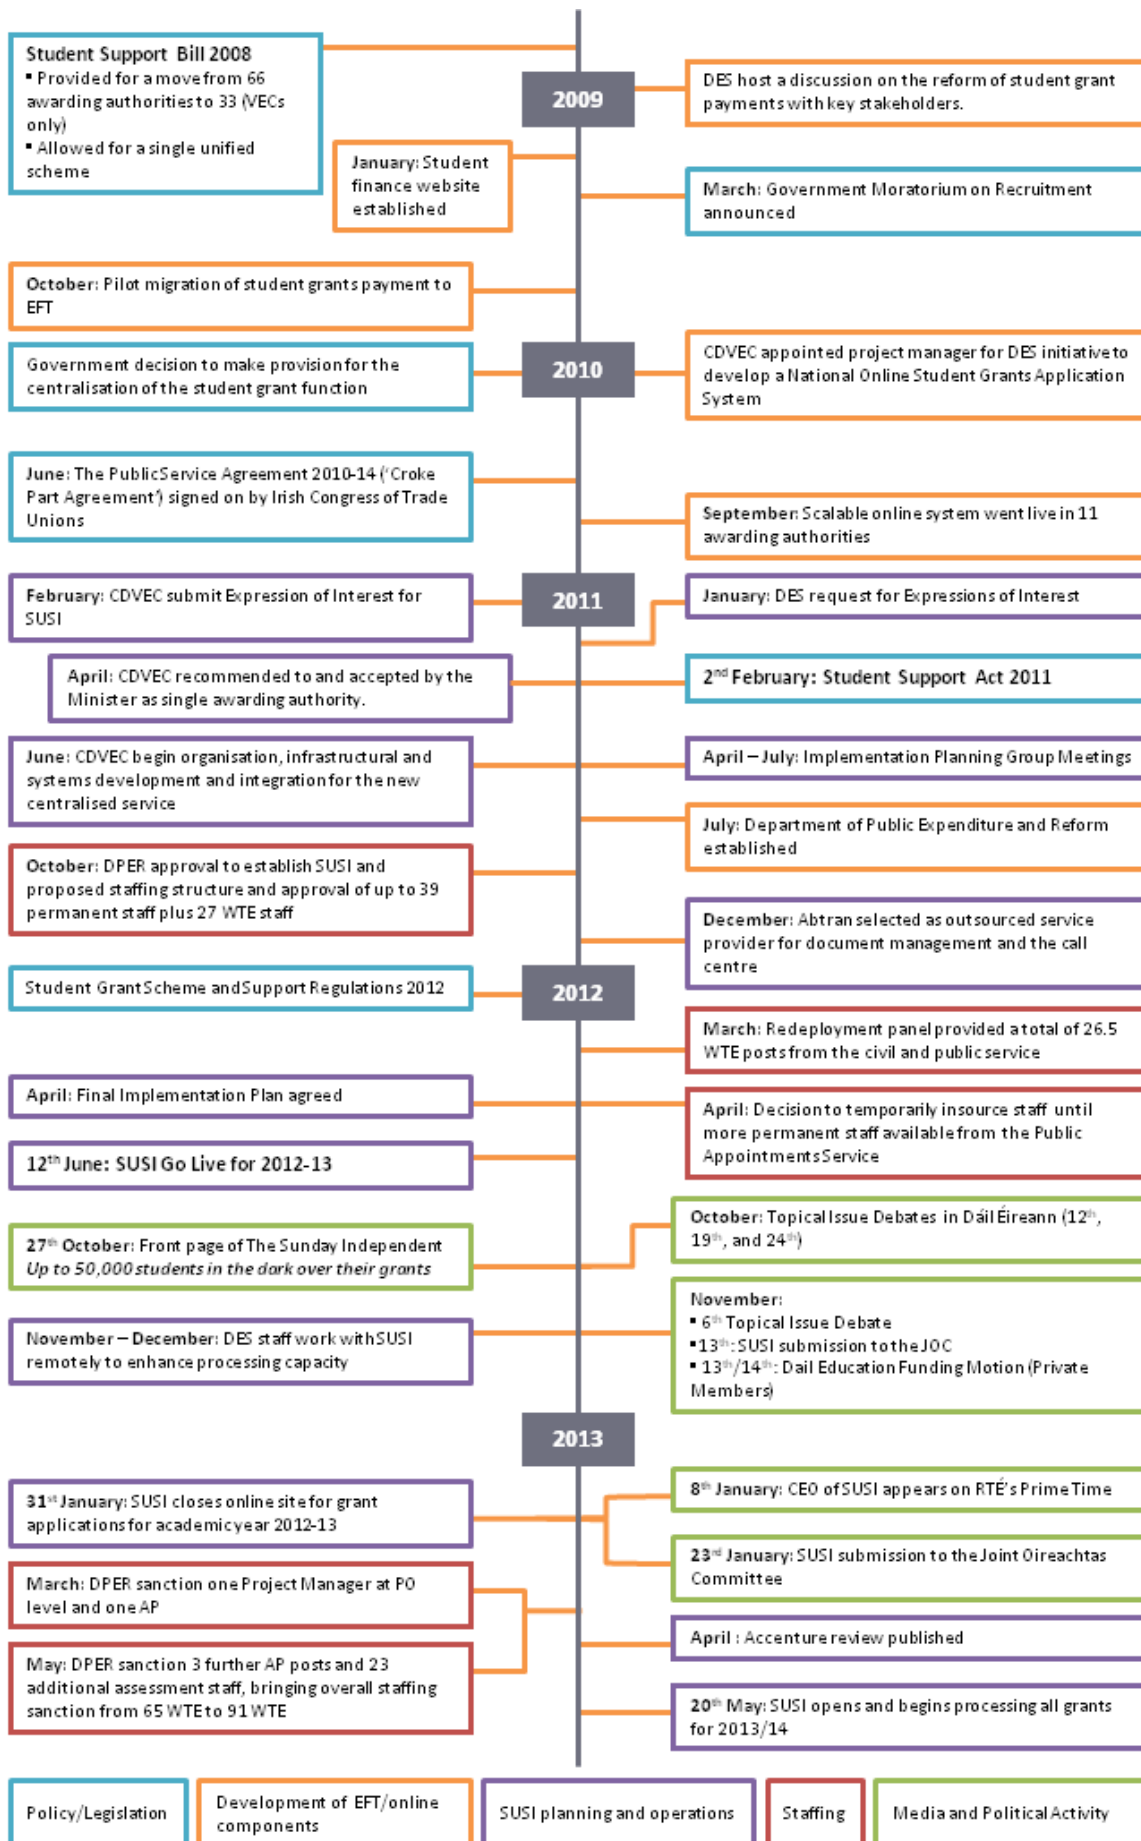 Student Support Bill 2008
▪ Provided for a move from 66
awarding authorities to 33 (VECs
only)
▪ Allowed for a single unified
scheme
2009
DES host a discussion on the reform of student grant
payments with key stakeholders.
January: Student
finance website
established
March: Government Moratorium on Recruitment
announced
October: Pilot migration of student grants payment to
EFT
Government decision to make provision for the
centralisation of the student grant function
2010
CDVEC appointed project manager for DES initiative to
develop a National Online Student Grants Application
System
June: The Public Service Agreement 2010-14 ('Croke
Part Agreement') signed on by Irish Congress of Trade
Unions
September: Scalable online system went live in 11
awarding authorities
February: CDVEC submit Expression of Interest for
SUSI
2011
January: DES request for Expressions of Interest
April: CDVEC recommended to and accepted by the
Minister as single awarding authority.
2nd February: Student Support Act 2011
June: CDVEC begin organisation, infrastructural and
systems development and integration for the new
centralised service
April – July: Implementation Planning Group Meetings
July: Department of Public Expenditure and Reform
established
October: DPER approval to establish SUSI and
proposed staffing structure and approval of up to 39
permanent staff plus 27 WTE staff
December: Abtran selected as outsourced service
provider for document management and the call
centre
Student Grant Scheme and Support Regulations 2012
2012
March: Redeployment panel provided a total of 26.5
WTE posts from the civil and public service
April: Final Implementation Plan agreed
April: Decision to temporarily insource staff until
more permanent staff available from the Public
Appointments Service
12th June: SUSI Go Live for 2012-13
October: Topical Issue Debates in Dáil Éireann (12th,
19th, and 24th)
27th October: Front page of The Sunday Independent
Up to 50,000 students in the dark over their grants
November:
▪ 6th Topical Issue Debate
▪ 13th: SUSI submission to the JOC
▪ 13th/14th: Dail Education Funding Motion (Private
Members)
November – December: DES staff work with SUSI
remotely to enhance processing capacity
2013
31st January: SUSI closes online site for grant
applications for academic year 2012-13
8th January: CEO of SUSI appears on RTÉ's Prime Time
23rd January: SUSI submission to the Joint Oireachtas
Committee
March: DPER sanction one Project Manager at PO
level and one AP
April : Accenture review published
May: DPER sanction 3 further AP posts and 23
additional assessment staff, bringing overall staffing
sanction from 65 WTE to 91 WTE
20th May: SUSI opens and begins processing all grants
for 2013/14
Policy/Legislation
Development of EFT/online
components
SUSI planning and operations
Staffing
Media and Political Activity